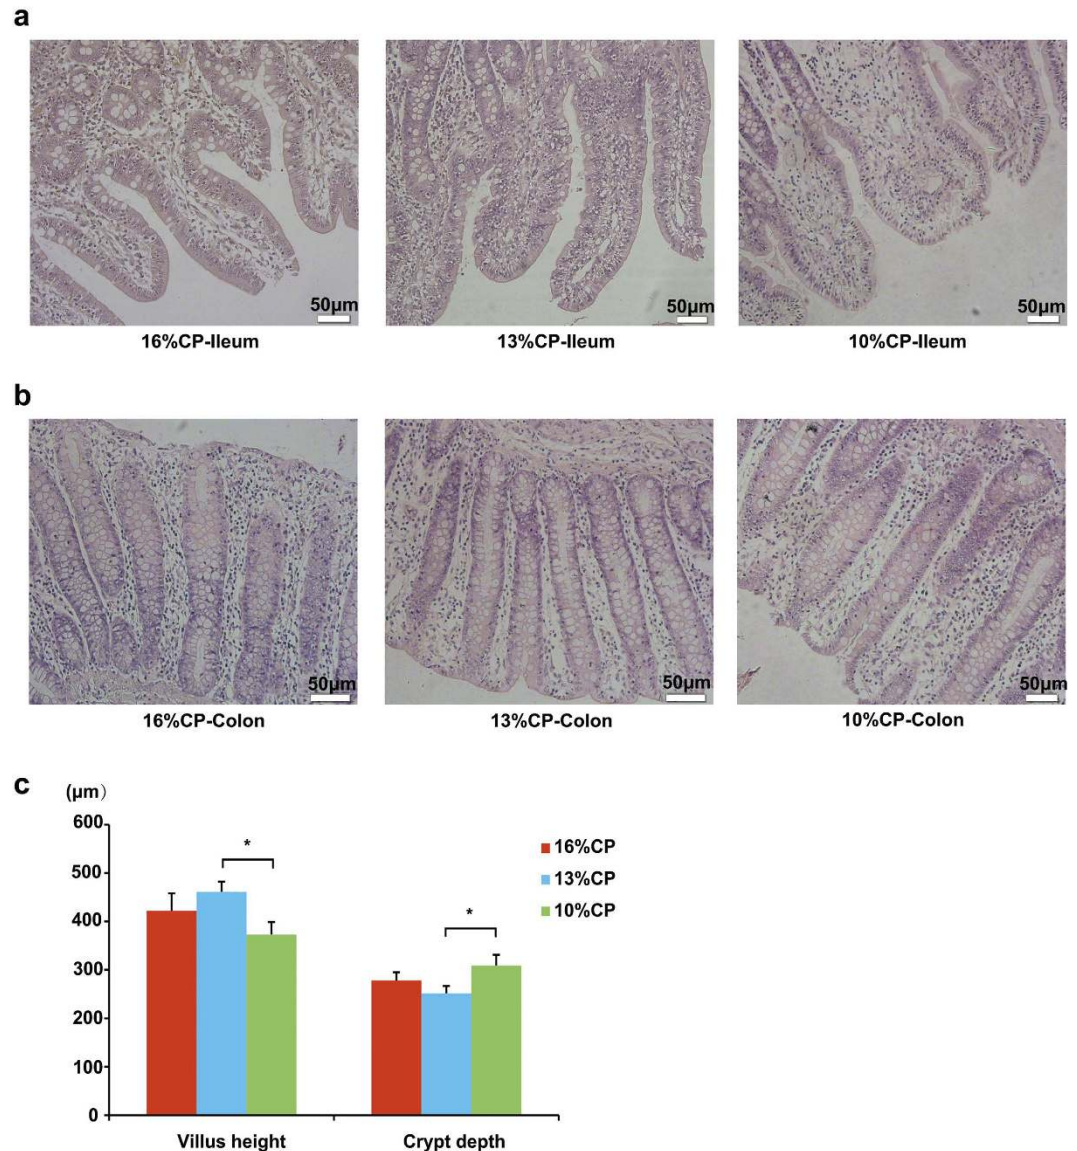 a
50μm 50μm 50μm
16%CP-Ileum 13%CP-Ileum 10%CP-Ileum
b
50μm 50μm 50μm
16%CP-Colon 13%CP-Colon 10%CP-Colon
c
(μm)
600
500
400
300
200
100
0
*
*
16%CP
13%CP
10%CP
Villus height Crypt depth